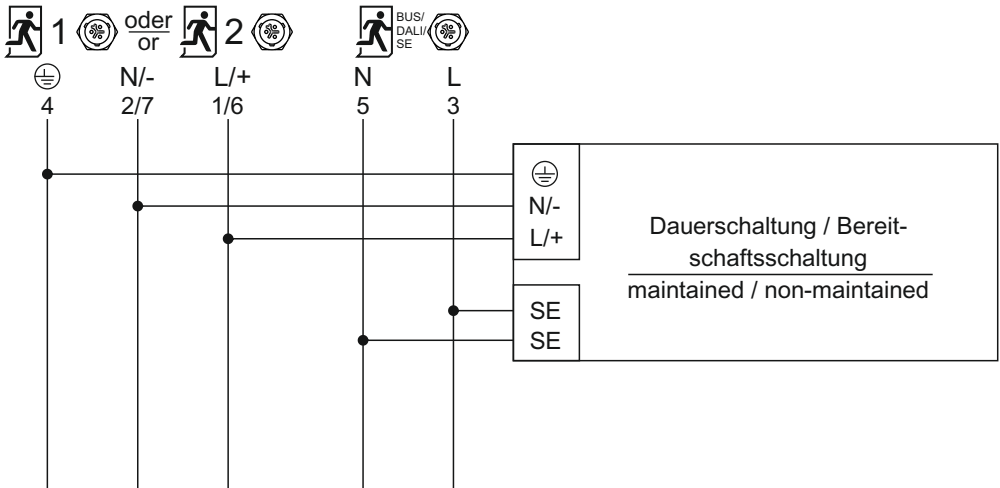 1 oder
or 2 BUS/
DALI/
SE
N/- L/+ N L
4 2/7 1/6 5 3
N/-
L/+
SE
SE
Dauerschaltung / Bereit-
schaftsschaltung
maintained / non-maintained